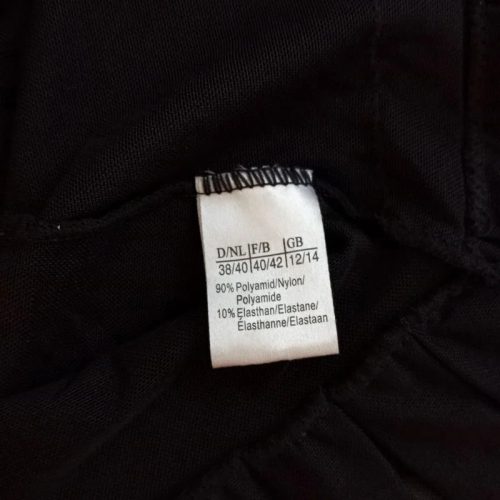 D/NL F/B GB
38/40 40/42 12/14
90% Polyamid/Nylon/
Polyamide
10% Elasthan/Elastane/
Élasthanne/Elastaan